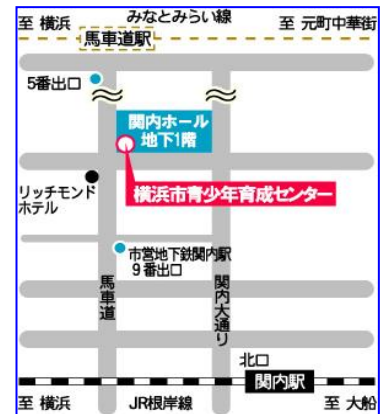 至 横浜
みなとみらい線
至 元町中華街
馬車道駅
5番出口
関内ホール
地下1階
リッチモンド
ホテル
横浜市青少年育成センター
市営地下鉄関内駅
9番出口
馬車道
関内大通り
北口
関内駅
至 横浜
JR根岸線
至 大船